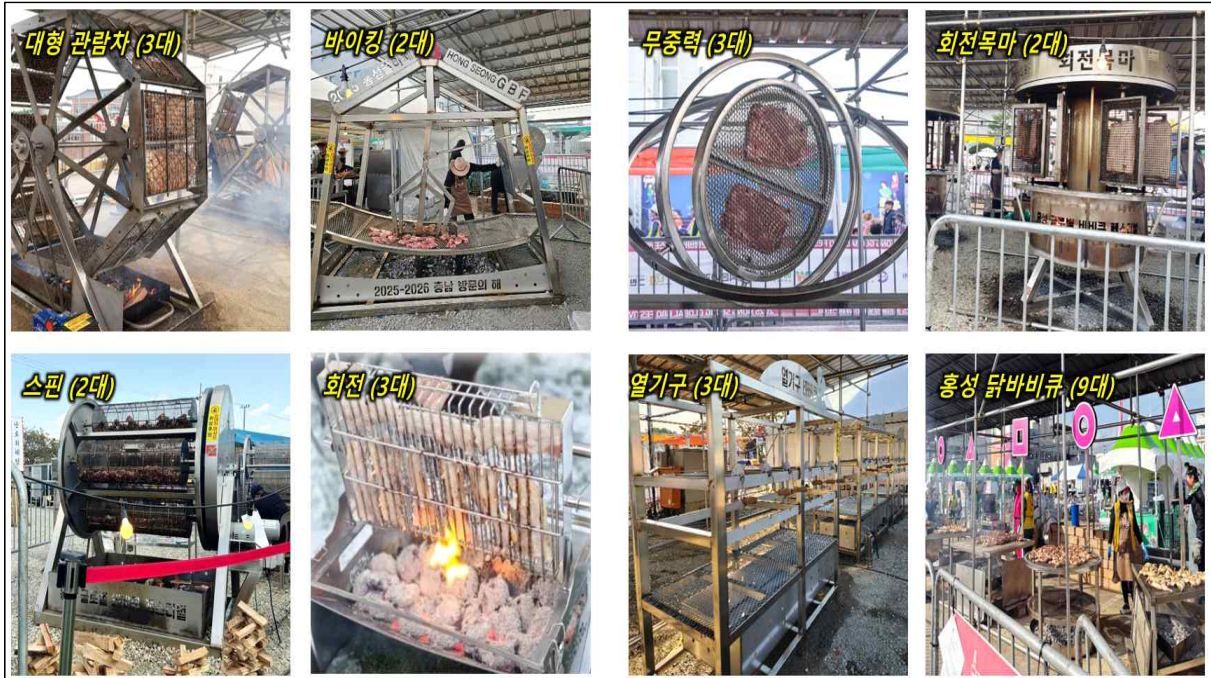 대형 관람차 (3대)
바이킹 (2대)
HONG SEONG GBF
2025-2026 충남 방문의 해
무중력 (3대)
회전목마 (2대)
회전목마
스핀 (2대)
회전 (3대)
열기구 (3대)
열기구
홍성 닭바비큐 (9대)